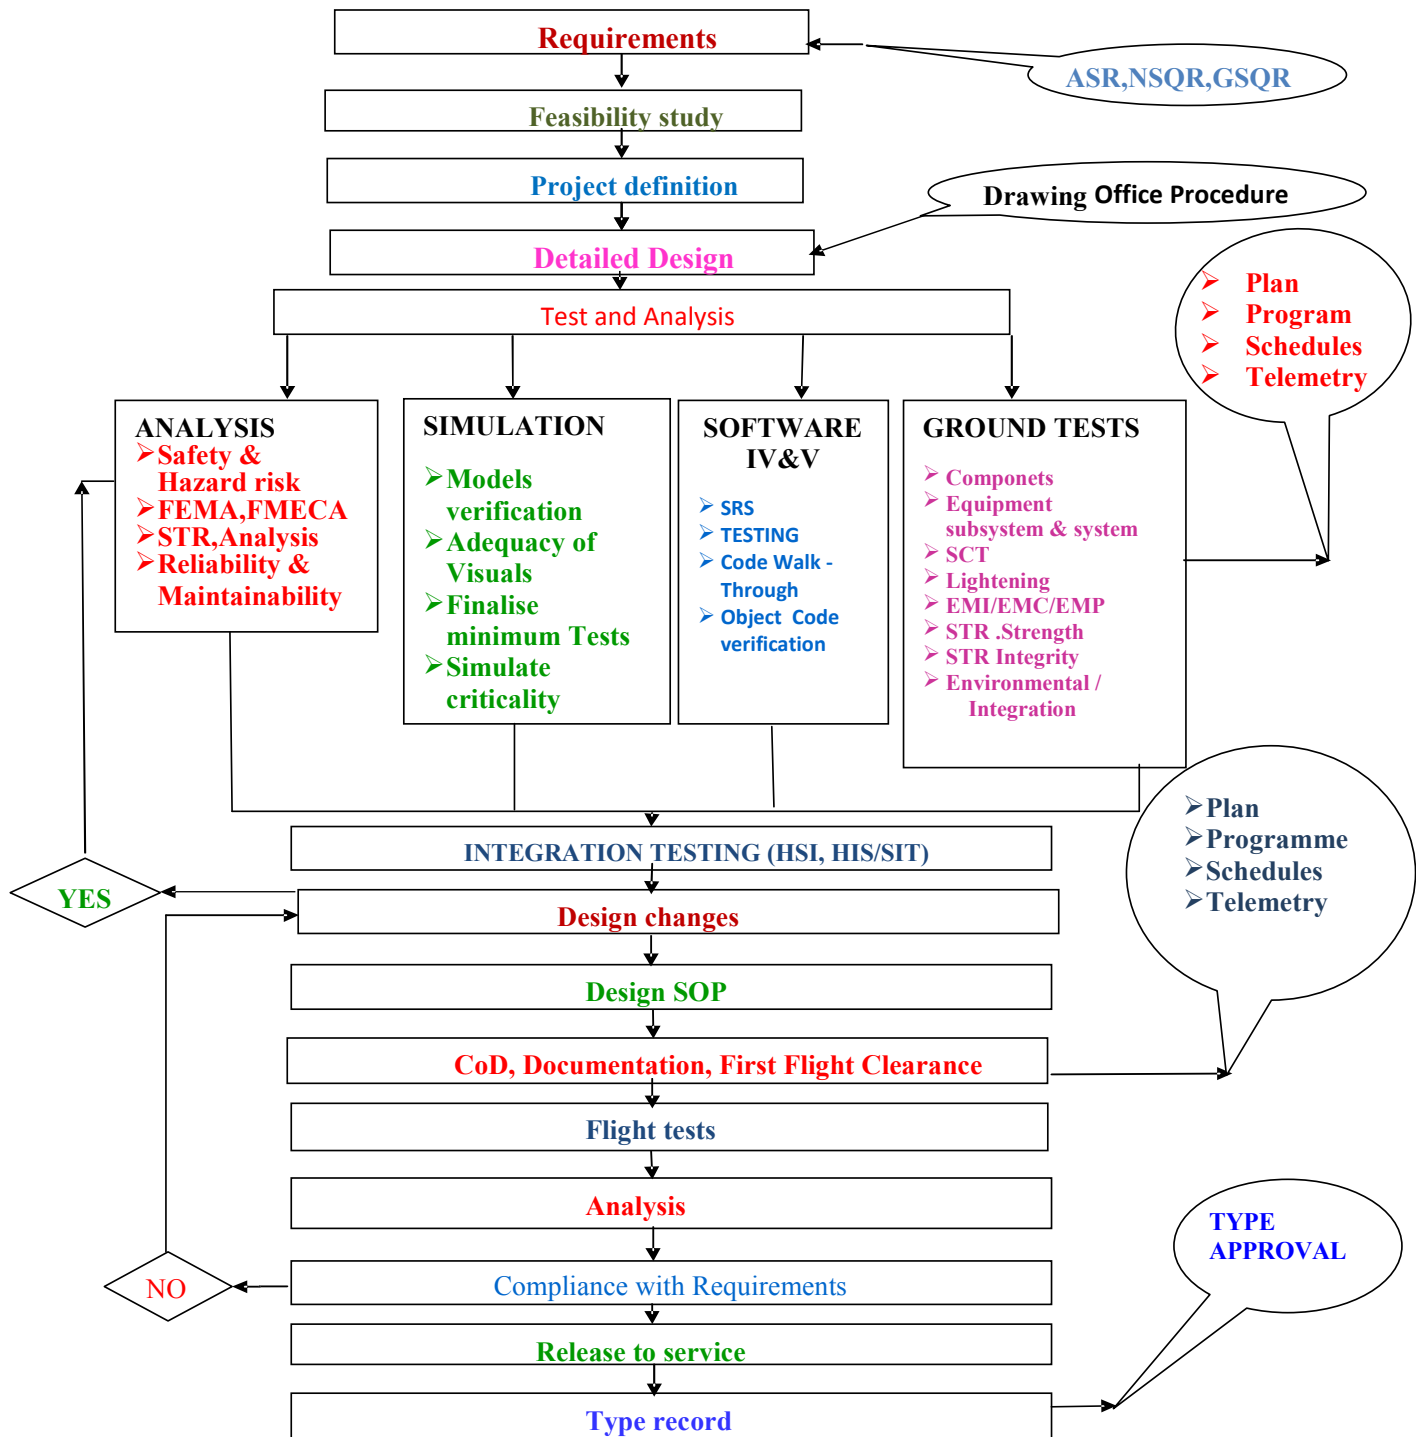 Requirements
ASR,NSQR,GSQR
Feasibility study
Project definition
Drawing Office Procedure
Detailed Design
Test and Analysis
➢ Plan
➢ Program
➢ Schedules
➢ Telemetry
ANALYSIS
➢Safety &
Hazard risk
➢FEMA,FMECA
➢STR,Analysis
➢Reliability &
Maintainability
SIMULATION
➢Models
verification
➢Adequacy of
Visuals
➢Finalise
minimum Tests
➢Simulate
criticality
SOFTWARE
IV&V
➢ SRS
➢ TESTING
➢ Code Walk -
Through
➢ Object Code
verification
GROUND TESTS
➢ Componets
➢ Equipment
subsystem & system
➢ SCT
➢ Lightening
➢ EMI/EMC/EMP
➢ STR .Strength
➢ STR Integrity
➢ Environmental /
Integration
➢Plan
➢Programme
➢Schedules
➢Telemetry
INTEGRATION TESTING (HSI, HIS/SIT)
YES
Design changes
Design SOP
CoD, Documentation, First Flight Clearance
Flight tests
Analysis
TYPE
APPROVAL
NO
Compliance with Requirements
Release to service
Type record